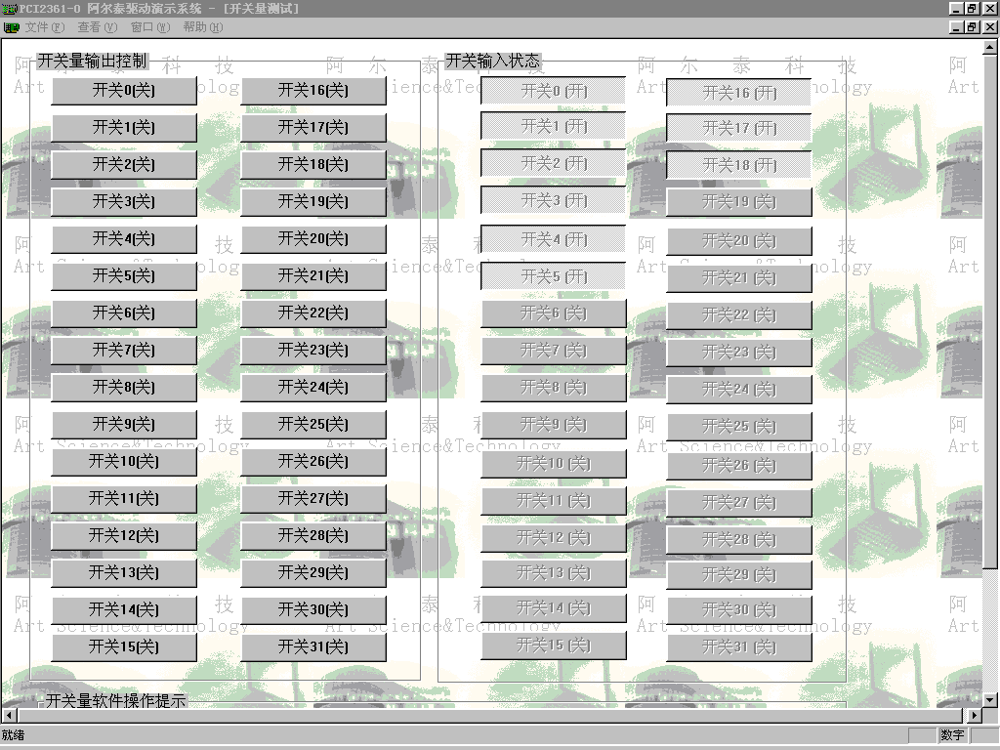 PCI2361-0 阿尔泰驱动演示系统 - [开关量测试]
文件(F) 查看(V) 窗口(W) 帮助(H)
开关量输出控制
开关0(关) 开关16(关)
开关1(关) 开关17(关)
开关2(关) 开关18(关)
开关3(关) 开关19(关)
开关4(关) 开关20(关)
开关5(关) 开关21(关)
开关6(关) 开关22(关)
开关7(关) 开关23(关)
开关8(关) 开关24(关)
开关9(关) 开关25(关)
开关10(关) 开关26(关)
开关11(关) 开关27(关)
开关12(关) 开关28(关)
开关13(关) 开关29(关)
开关14(关) 开关30(关)
开关15(关) 开关31(关)
开关输入状态
开关0 (开) 开关16 (开)
开关1 (开) 开关17 (开)
开关2 (开) 开关18 (开)
开关3 (开) 开关19 (关)
开关4 (开) 开关20 (关)
开关5 (开) 开关21 (关)
开关6 (关) 开关22 (关)
开关7 (关) 开关23 (关)
开关8 (关) 开关24 (关)
开关9 (关) 开关25 (关)
开关10 (关) 开关26 (关)
开关11 (关) 开关27 (关)
开关12 (关) 开关28 (关)
开关13 (关) 开关29 (关)
开关14 (关) 开关30 (关)
开关15 (关) 开关31 (关)
阿 尔 泰 科 技
Art Science&Technology
开关量软件操作提示
就绪 数字